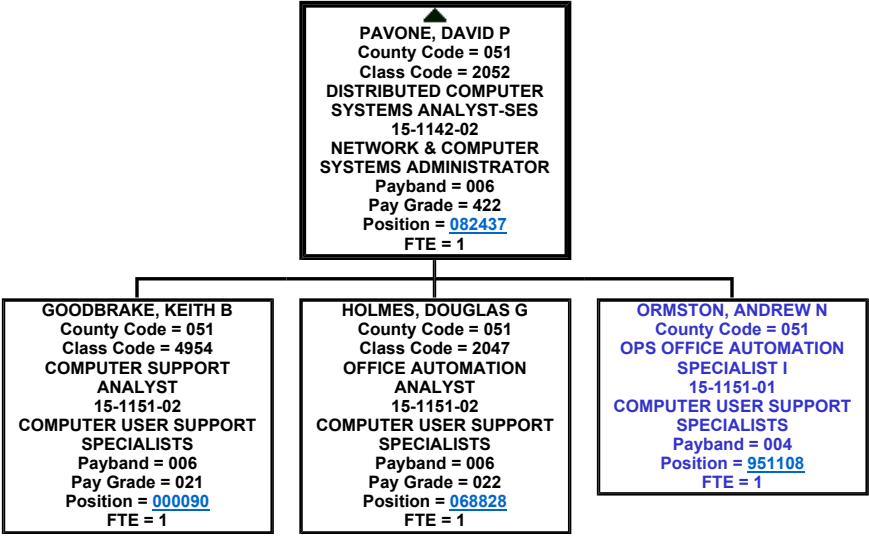 PAVONE, DAVID P
County Code = 051
Class Code = 2052
DISTRIBUTED COMPUTER
SYSTEMS ANALYST-SES
15-1142-02
NETWORK & COMPUTER
SYSTEMS ADMINISTRATOR
Payband = 006
Pay Grade = 422
Position = 082437
FTE = 1
GOODBRAKE, KEITH B
County Code = 051
Class Code = 4954
COMPUTER SUPPORT
ANALYST
15-1151-02
COMPUTER USER SUPPORT
SPECIALISTS
Payband = 006
Pay Grade = 021
Position = 000090
FTE = 1
HOLMES, DOUGLAS G
County Code = 051
Class Code = 2047
OFFICE AUTOMATION
ANALYST
15-1151-02
COMPUTER USER SUPPORT
SPECIALISTS
Payband = 006
Pay Grade = 022
Position = 068828
FTE = 1
ORMSTON, ANDREW N
County Code = 051
OPS OFFICE AUTOMATION
SPECIALIST I
15-1151-01
COMPUTER USER SUPPORT
SPECIALISTS
Payband = 004
Position = 951108
FTE = 1